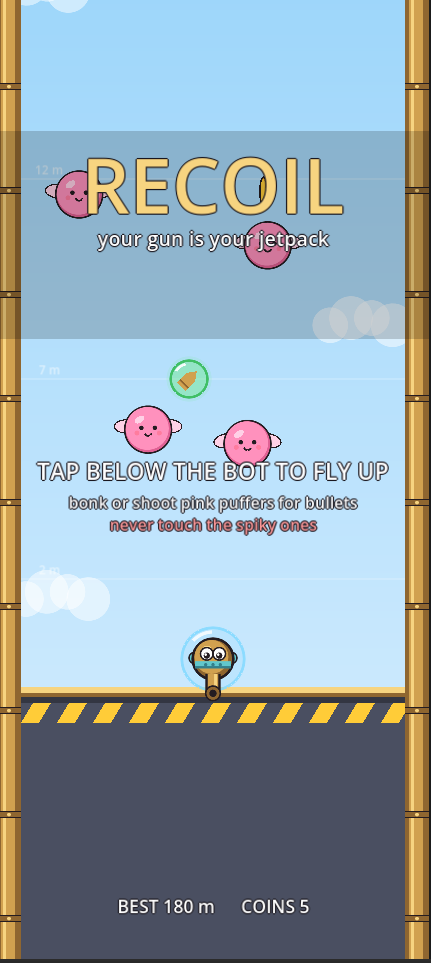 12 m
RECOIL
your gun is your jetpack
7 m
TAP BELOW THE BOT TO FLY UP
bonk or shoot pink puffers for bullets
never touch the spiky ones
BEST 180 m COINS 5